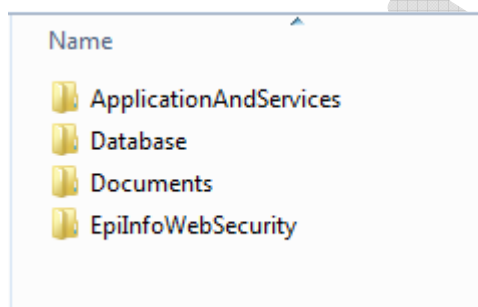 Name
ApplicationAndServices
Database
Documents
EpiInfoWebSecurity